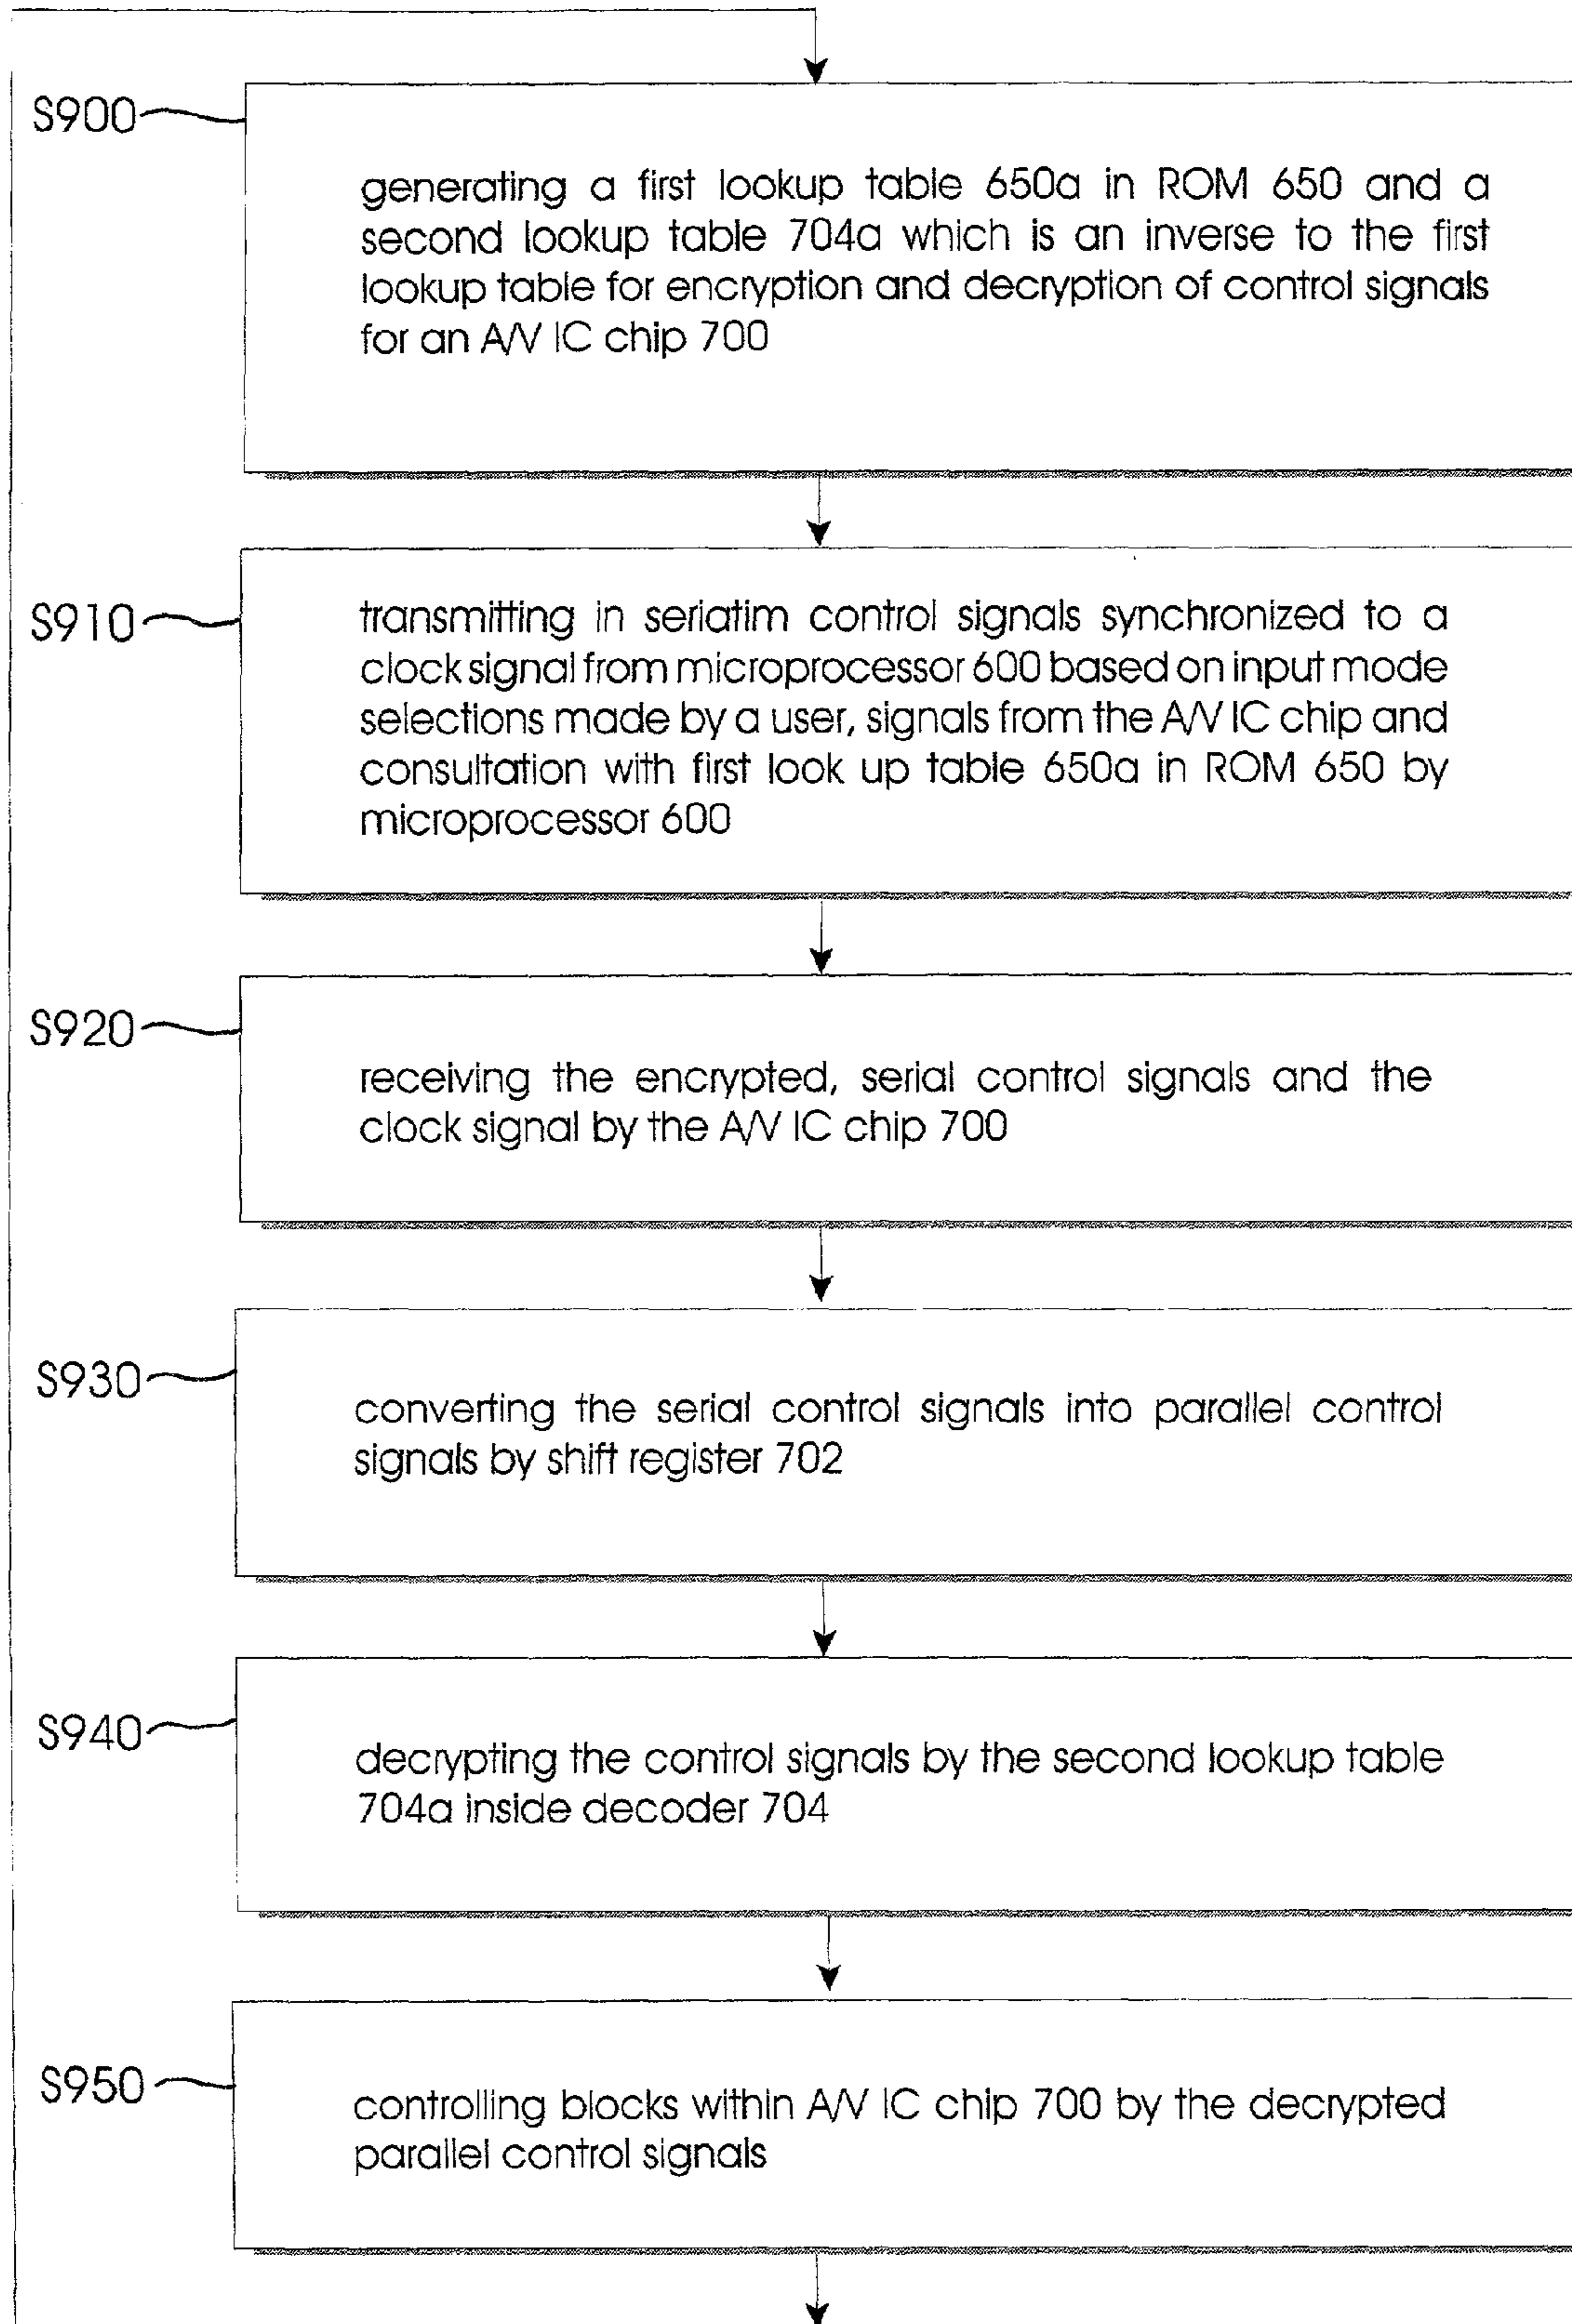 S900
generating a first lookup table 650a in ROM 650 and a
second lookup table 704a which is an inverse to the first
lookup table for encryption and decryption of control signals
for an A/V IC chip 700
S910
transmitting in seriatim control signals synchronized to a
clock signal from microprocessor 600 based on input mode
selections made by a user, signals from the A/V IC chip and
consultation with first look up table 650a in ROM 650 by
microprocessor 600
S920
receiving the encrypted, serial control signals and the
clock signal by the A/V IC chip 700
S930
converting the serial control signals into parallel control
signals by shift register 702
S940
decrypting the control signals by the second lookup table
704a inside decoder 704
S950
controlling blocks within A/V IC chip 700 by the decrypted
parallel control signals